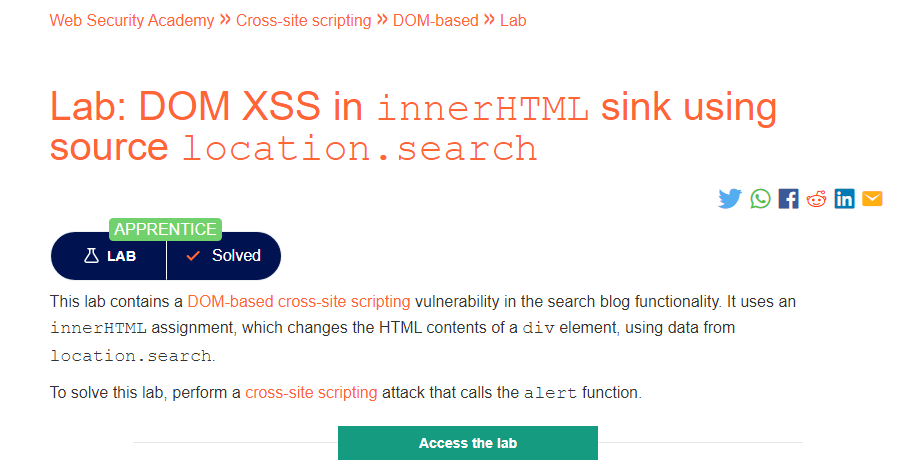 Web Security Academy » Cross-site scripting » DOM-based » Lab
Lab: DOM XSS in innerHTML sink using
source location.search
APPRENTICE
LAB Solved
This lab contains a DOM-based cross-site scripting vulnerability in the search blog functionality. It uses an
innerHTML assignment, which changes the HTML contents of a div element, using data from
location.search.
To solve this lab, perform a cross-site scripting attack that calls the alert function.
Access the lab